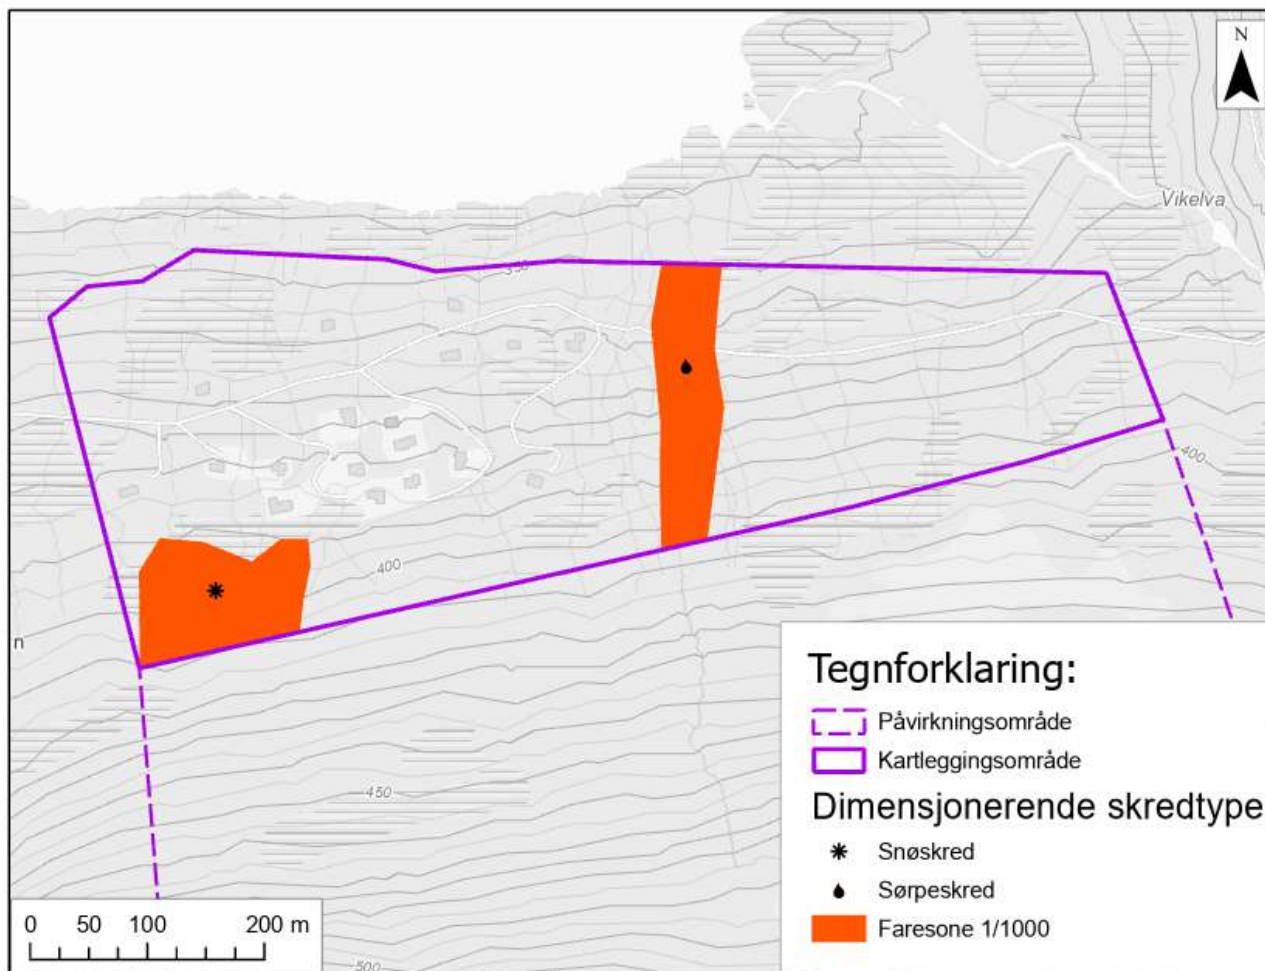 N
Vikelva
350
400
400
n
450
500
Tegnforklaring:
Påvirkningsområde
Kartleggingsområde
Dimensjonerende skredtype
Snøskred
Sørpeskred
Faresone 1/1000
0 50 100 200 m